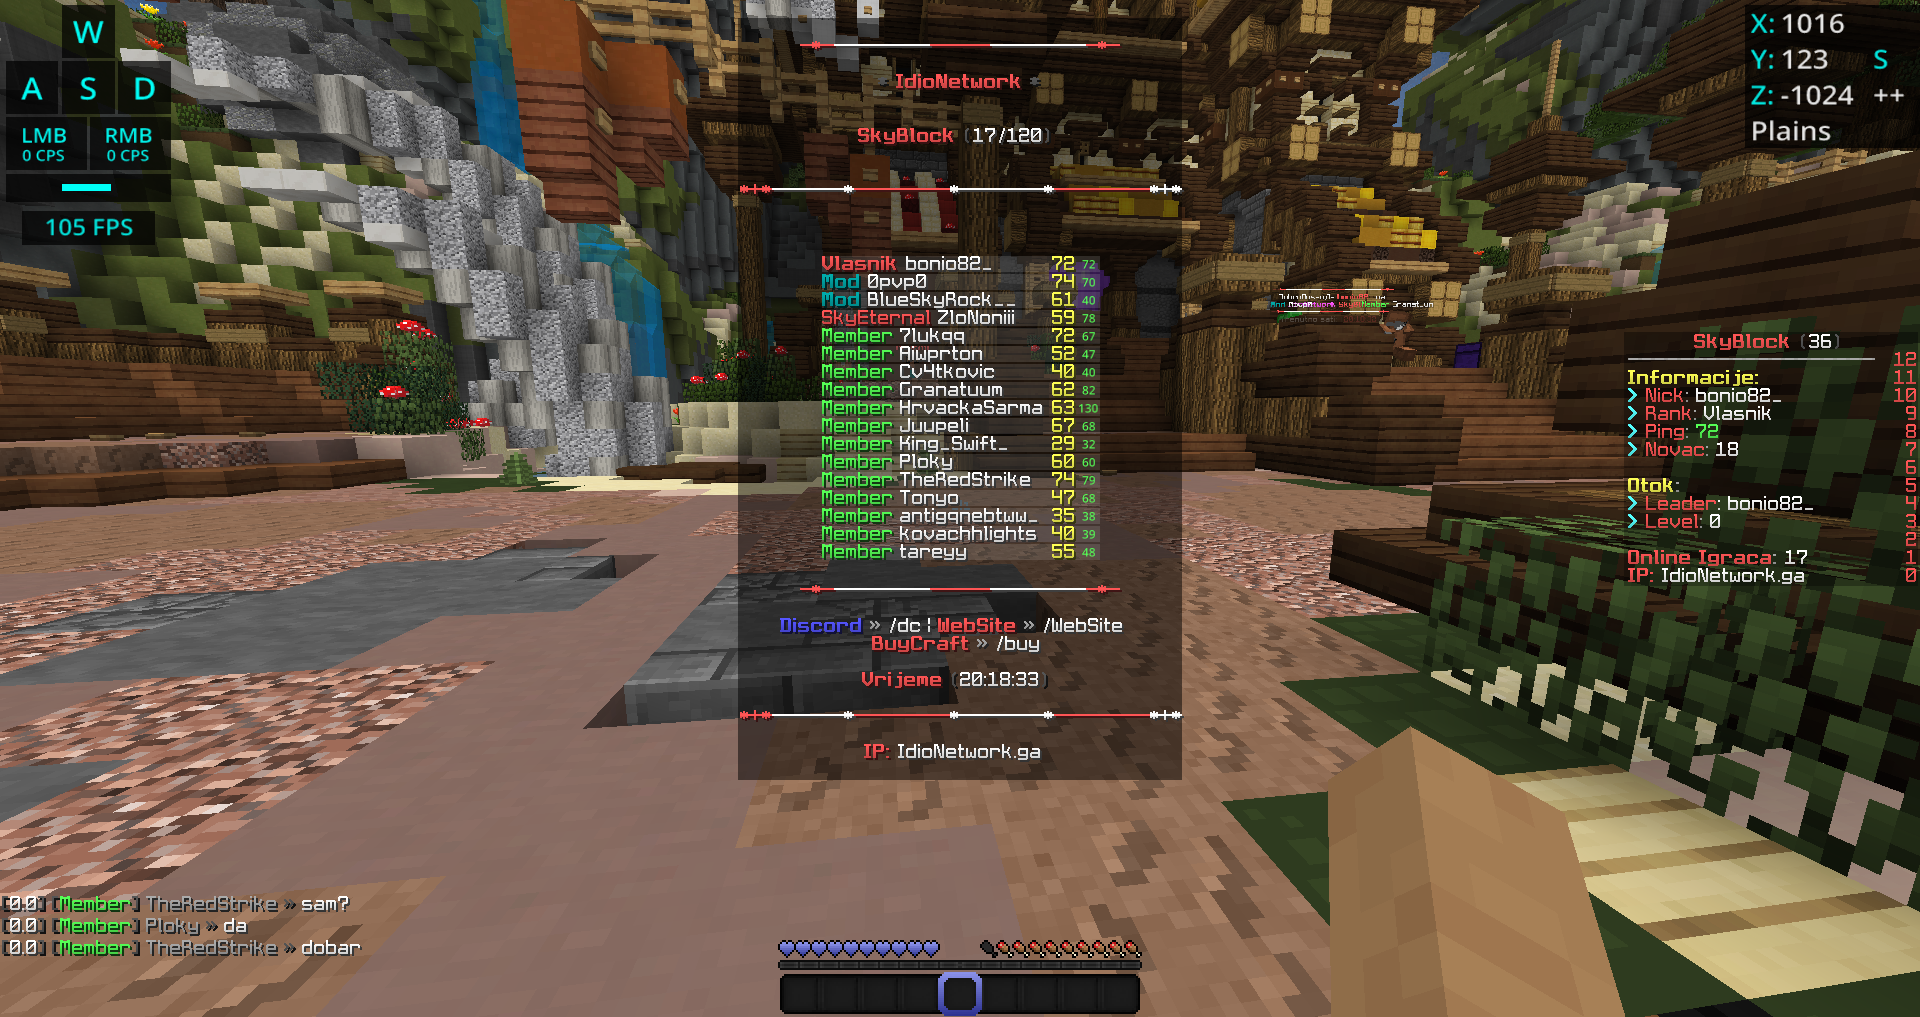 W
A S D
LMB RMB
0 CPS 0 CPS
105 FPS
IdioNetwork
SkyBlock (17/120)
Vlasnik bonio82_ 72 72
Mod 0pvp0 74 70
Mod BlueSkyRock__ 61 40
SkyEternal ZloNoniii 59 78
Member 7lukqq 72 67
Member Aiwprton 52 47
Member Cv4tkovic 40 40
Member Granatuum 62 82
Member HrvackaSarma 63 130
Member Juupeli 67 68
Member King_Swift_ 29 32
Member Ploky 60 60
Member TheRedStrike 74 79
Member Tonyo 47 68
Member antigqnebtww_ 35 38
Member kovachhlights 40 39
Member tareyy 55 48
Discord » /dc | WebSite » /WebSite
BuyCraft » /buy
Vrijeme (20:18:33)
IP: IdioNetwork.ga
X: 1016
Y: 123 S
Z: -1024 ++
Plains
SkyBlock (36)
12
Informacije: 11
Nick: bonio82_ 10
Rank: Vlasnik 9
Ping: 72 8
Novac: 18 7
6
Otok: 5
Leader: bonio82_ 4
Level: 0 3
2
Online Igraca: 17 1
IP: IdioNetwork.ga 0
[0.0] [Member] TheRedStrike » sam?
[0.0] [Member] Ploky » da
[0.0] [Member] TheRedStrike » dobar